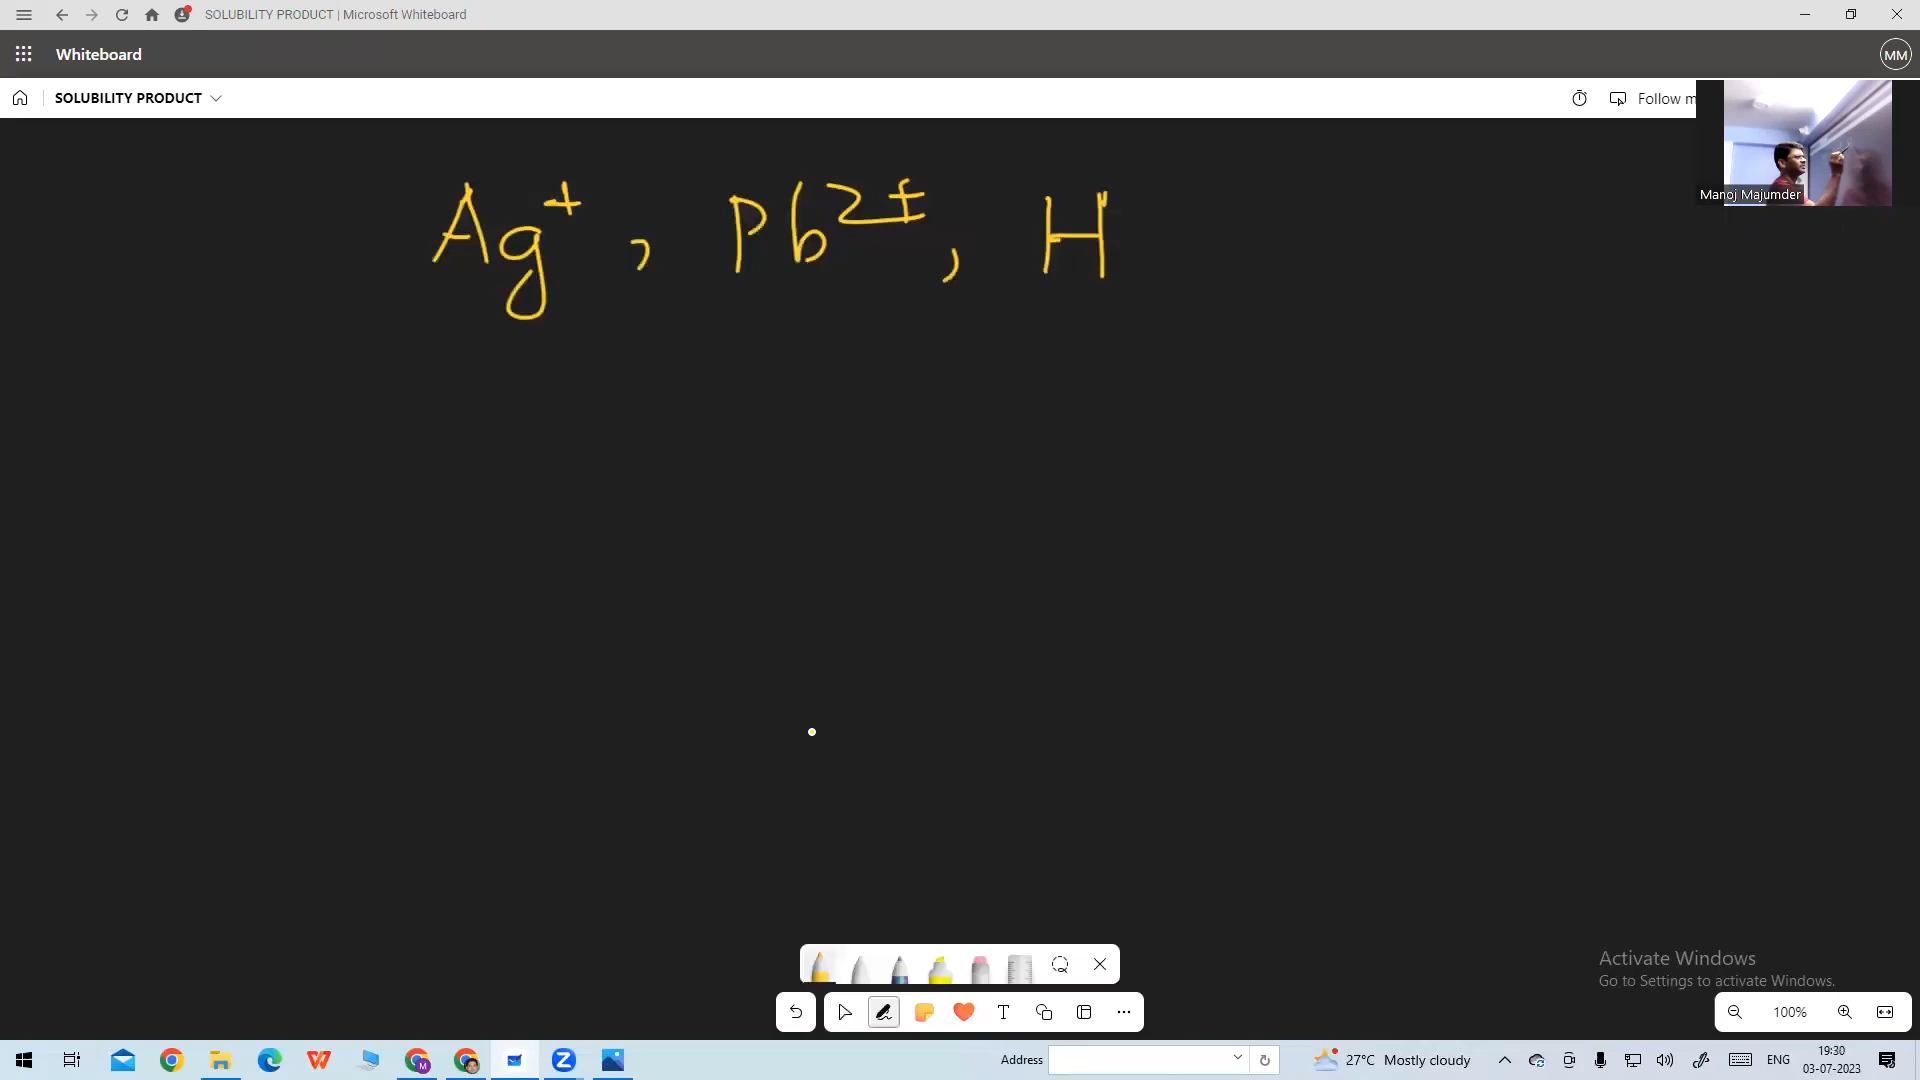 SOLUBILITY PRODUCT | Microsoft Whiteboard
Whiteboard
MM
SOLUBILITY PRODUCT
Follow m
Manoj Majumder
Ag⁺ , Pb²⁺ , H
Activate Windows
Go to Settings to activate Windows.
100%
Address
27°C Mostly cloudy
ENG
19:30
03-07-2023